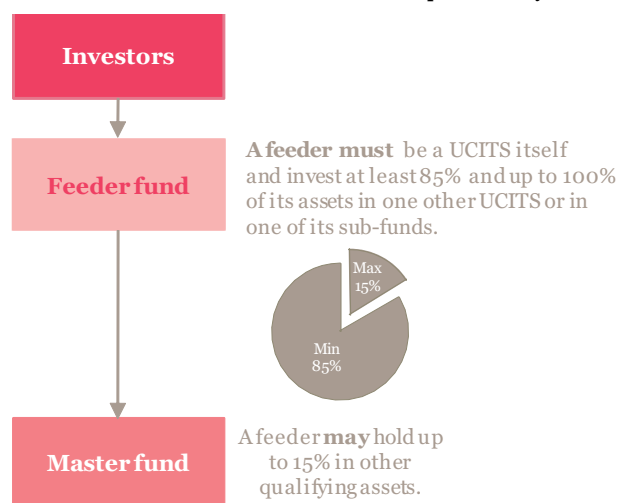 Investors
Feeder fund
A feeder must be a UCITS itself
and invest at least 85% and up to 100%
of its assets in one other UCITS or in
one of its sub-funds.
Max
15%
Min
85%
Master fund
A feeder may hold up
to 15% in other
qualifying assets.